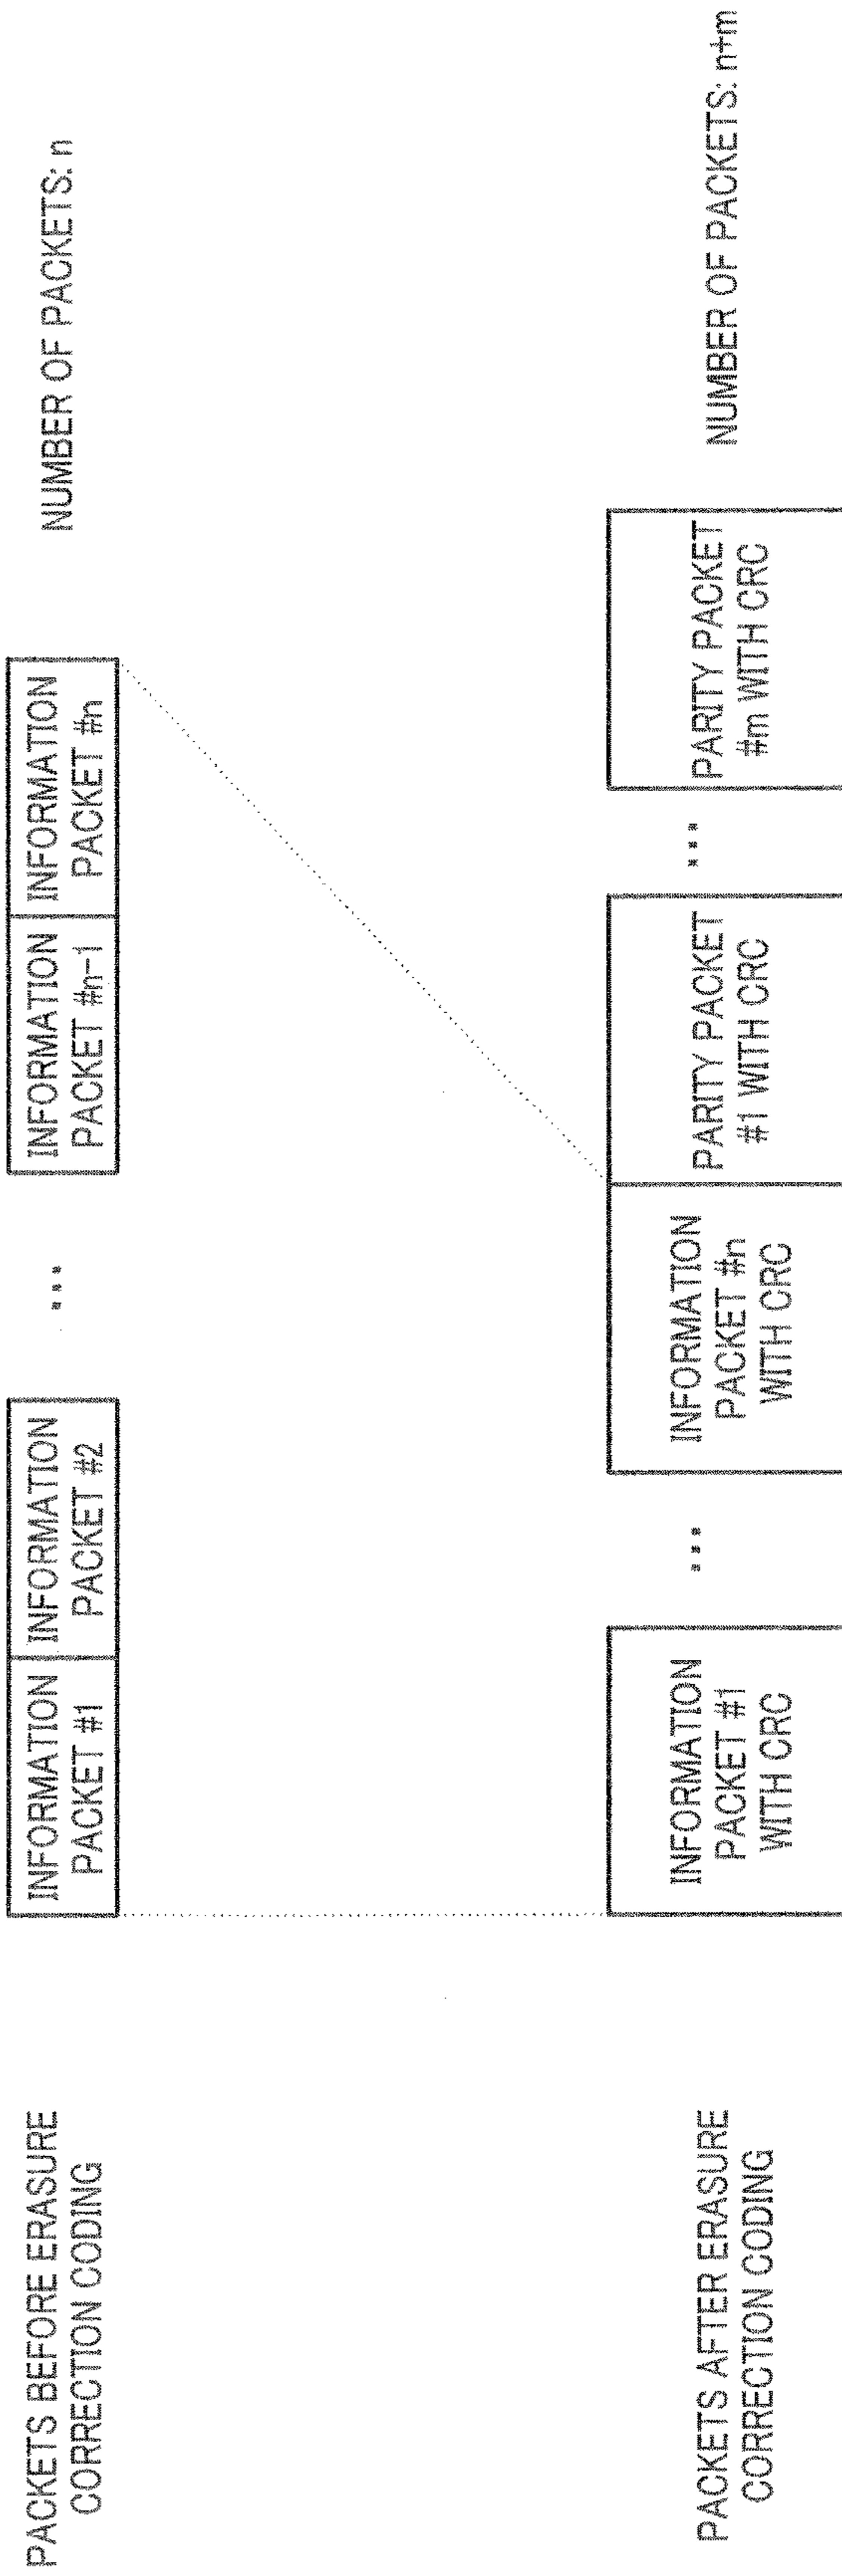 PACKETS BEFORE ERASURE
CORRECTION CODING
INFORMATION
PACKET #1
INFORMATION
PACKET #2
...
INFORMATION
PACKET #n-1
INFORMATION
PACKET #n
NUMBER OF PACKETS: n
PACKETS AFTER ERASURE
CORRECTION CODING
INFORMATION
PACKET #1
WITH CRC
...
INFORMATION
PACKET #n
WITH CRC
PARITY PACKET
#1 WITH CRC
...
PARITY PACKET
#m WITH CRC
NUMBER OF PACKETS: n+m